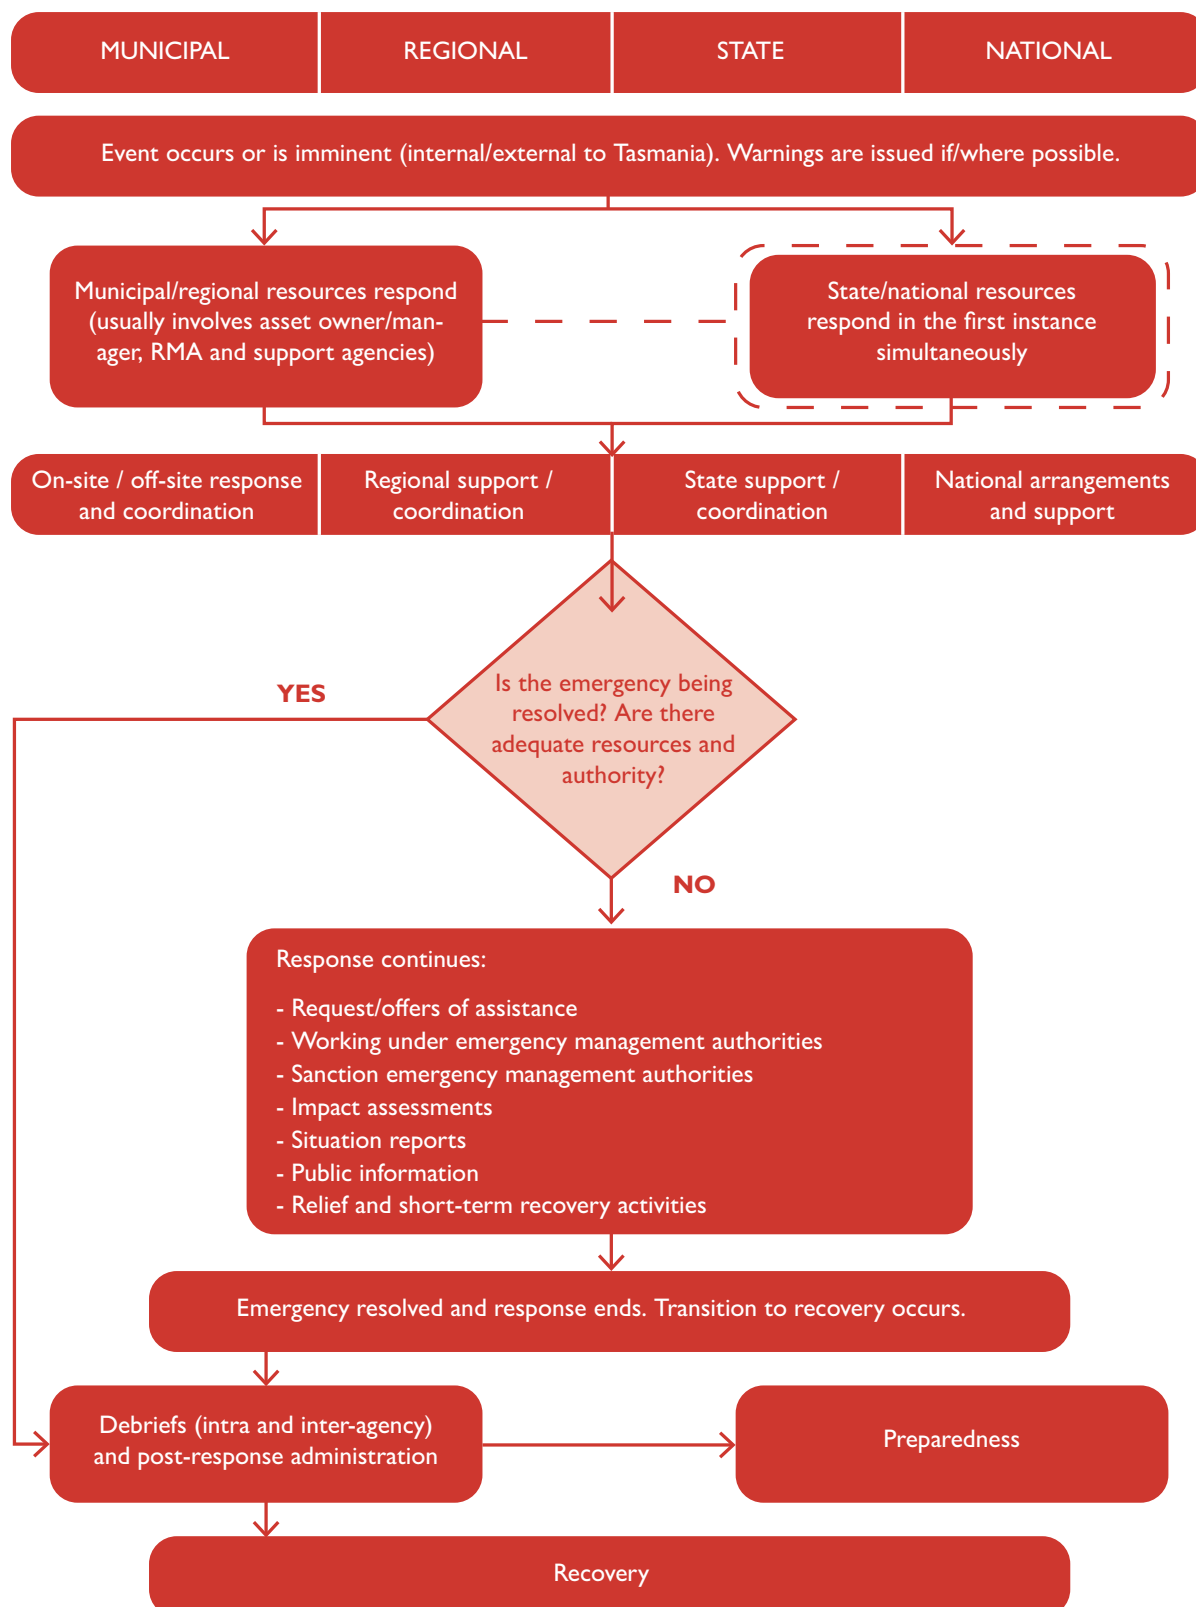 MUNICIPAL
REGIONAL
STATE
NATIONAL
Event occurs or is imminent (internal/external to Tasmania). Warnings are issued if/where possible.
Municipal/regional resources respond
(usually involves asset owner/man-
ager, RMA and support agencies)
State/national resources
respond in the first instance
simultaneously
On-site / off-site response
and coordination
Regional support /
coordination
State support /
coordination
National arrangements
and support
Is the emergency being
resolved? Are there
adequate resources and
authority?
YES
NO
Response continues:
- Request/offers of assistance
- Working under emergency management authorities
- Sanction emergency management authorities
- Impact assessments
- Situation reports
- Public information
- Relief and short-term recovery activities
Emergency resolved and response ends. Transition to recovery occurs.
Debriefs (intra and inter-agency)
and post-response administration
Preparedness
Recovery